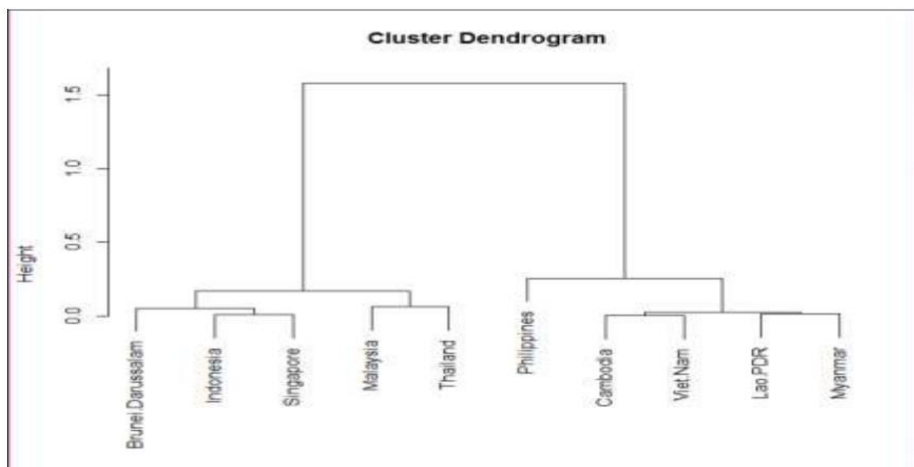 Cluster Dendrogram
Height
1.5
1.0
0.5
0.0
Brunei.Darussalam
Indonesia
Singapore
Malaysia
Thailand
Philippines
Cambodia
Viet.Nam
Lao.PDR
Myanmar